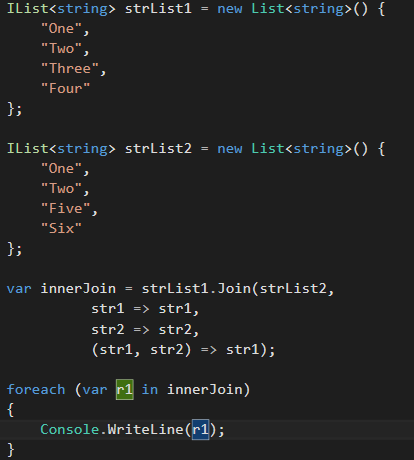 IList<string> strList1 = new List<string>() {
    "One",
    "Two",
    "Three",
    "Four"
};

IList<string> strList2 = new List<string>() {
    "One",
    "Two",
    "Five",
    "Six"
};

var innerJoin = strList1.Join(strList2,
          str1 => str1,
          str2 => str2,
          (str1, str2) => str1);

foreach (var r1 in innerJoin)
{
    Console.WriteLine(r1);
}